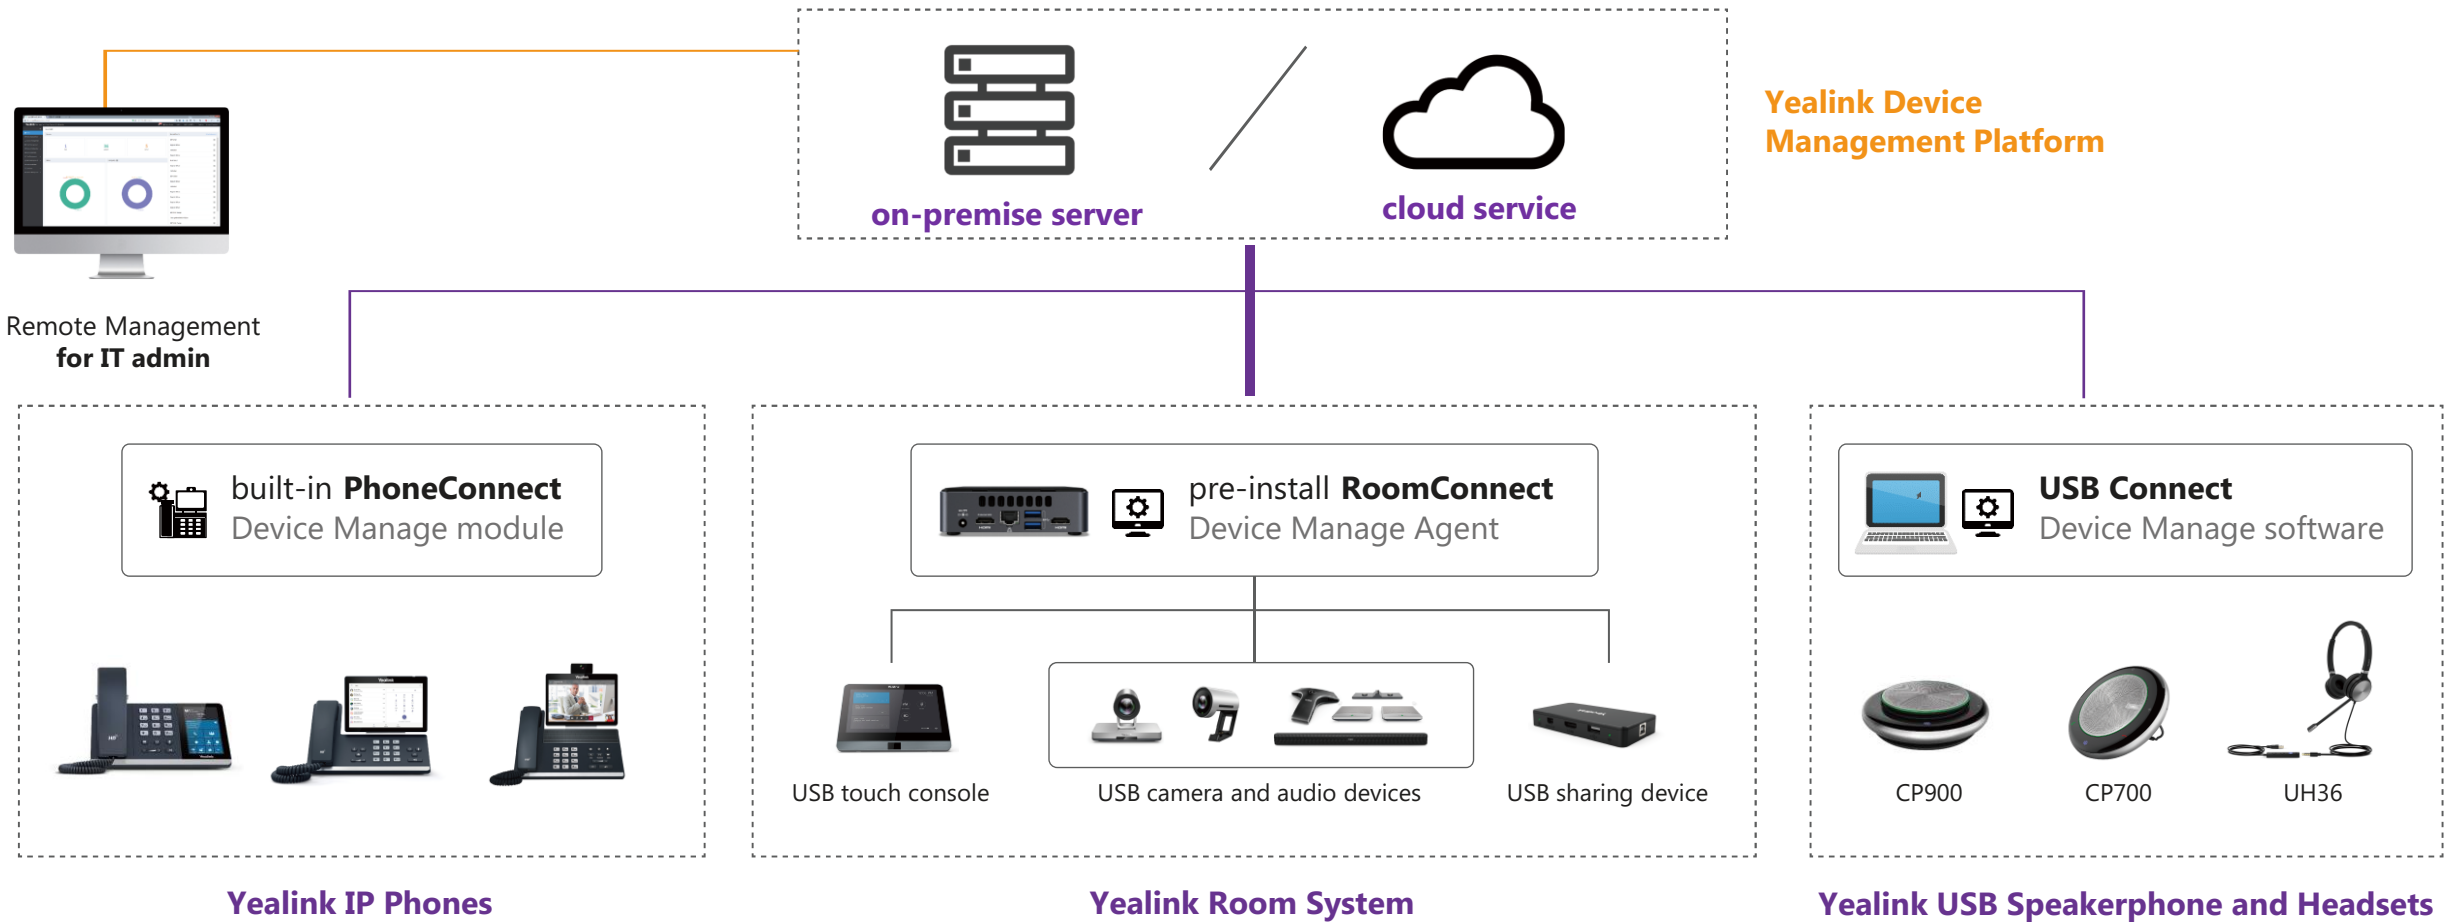 Yealink Device
Management Platform
on-premise server
cloud service
Remote Management
for IT admin
built-in PhoneConnect
Device Manage module
pre-install RoomConnect
Device Manage Agent
USB Connect
Device Manage software
USB touch console
USB camera and audio devices
USB sharing device
CP900
CP700
UH36
Yealink IP Phones
Yealink Room System
Yealink USB Speakerphone and Headsets